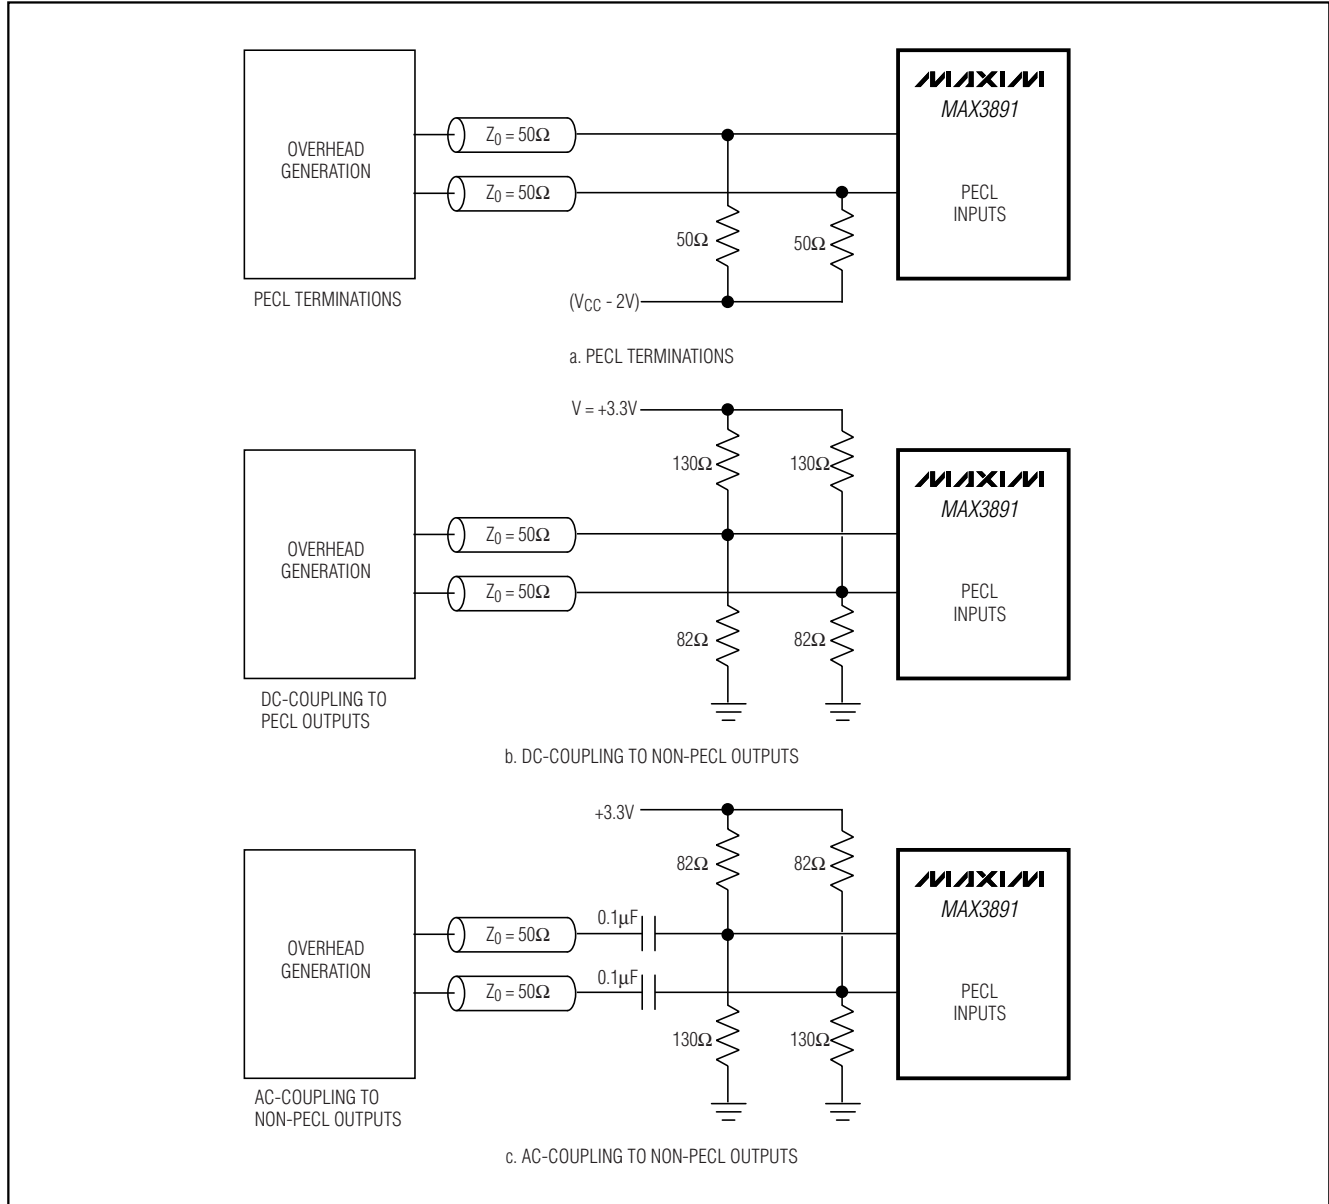 MAXIM
MAX3891
OVERHEAD
GENERATION
Z0 = 50Ω
Z0 = 50Ω
PECL
INPUTS
50Ω
50Ω
(VCC - 2V)
PECL TERMINATIONS
a. PECL TERMINATIONS
V = +3.3V
130Ω
130Ω
MAXIM
MAX3891
OVERHEAD
GENERATION
Z0 = 50Ω
Z0 = 50Ω
PECL
INPUTS
82Ω
82Ω
DC-COUPLING TO
PECL OUTPUTS
b. DC-COUPLING TO NON-PECL OUTPUTS
+3.3V
82Ω
82Ω
MAXIM
MAX3891
OVERHEAD
GENERATION
Z0 = 50Ω
0.1μF
Z0 = 50Ω
0.1μF
PECL
INPUTS
130Ω
130Ω
AC-COUPLING TO
NON-PECL OUTPUTS
c. AC-COUPLING TO NON-PECL OUTPUTS